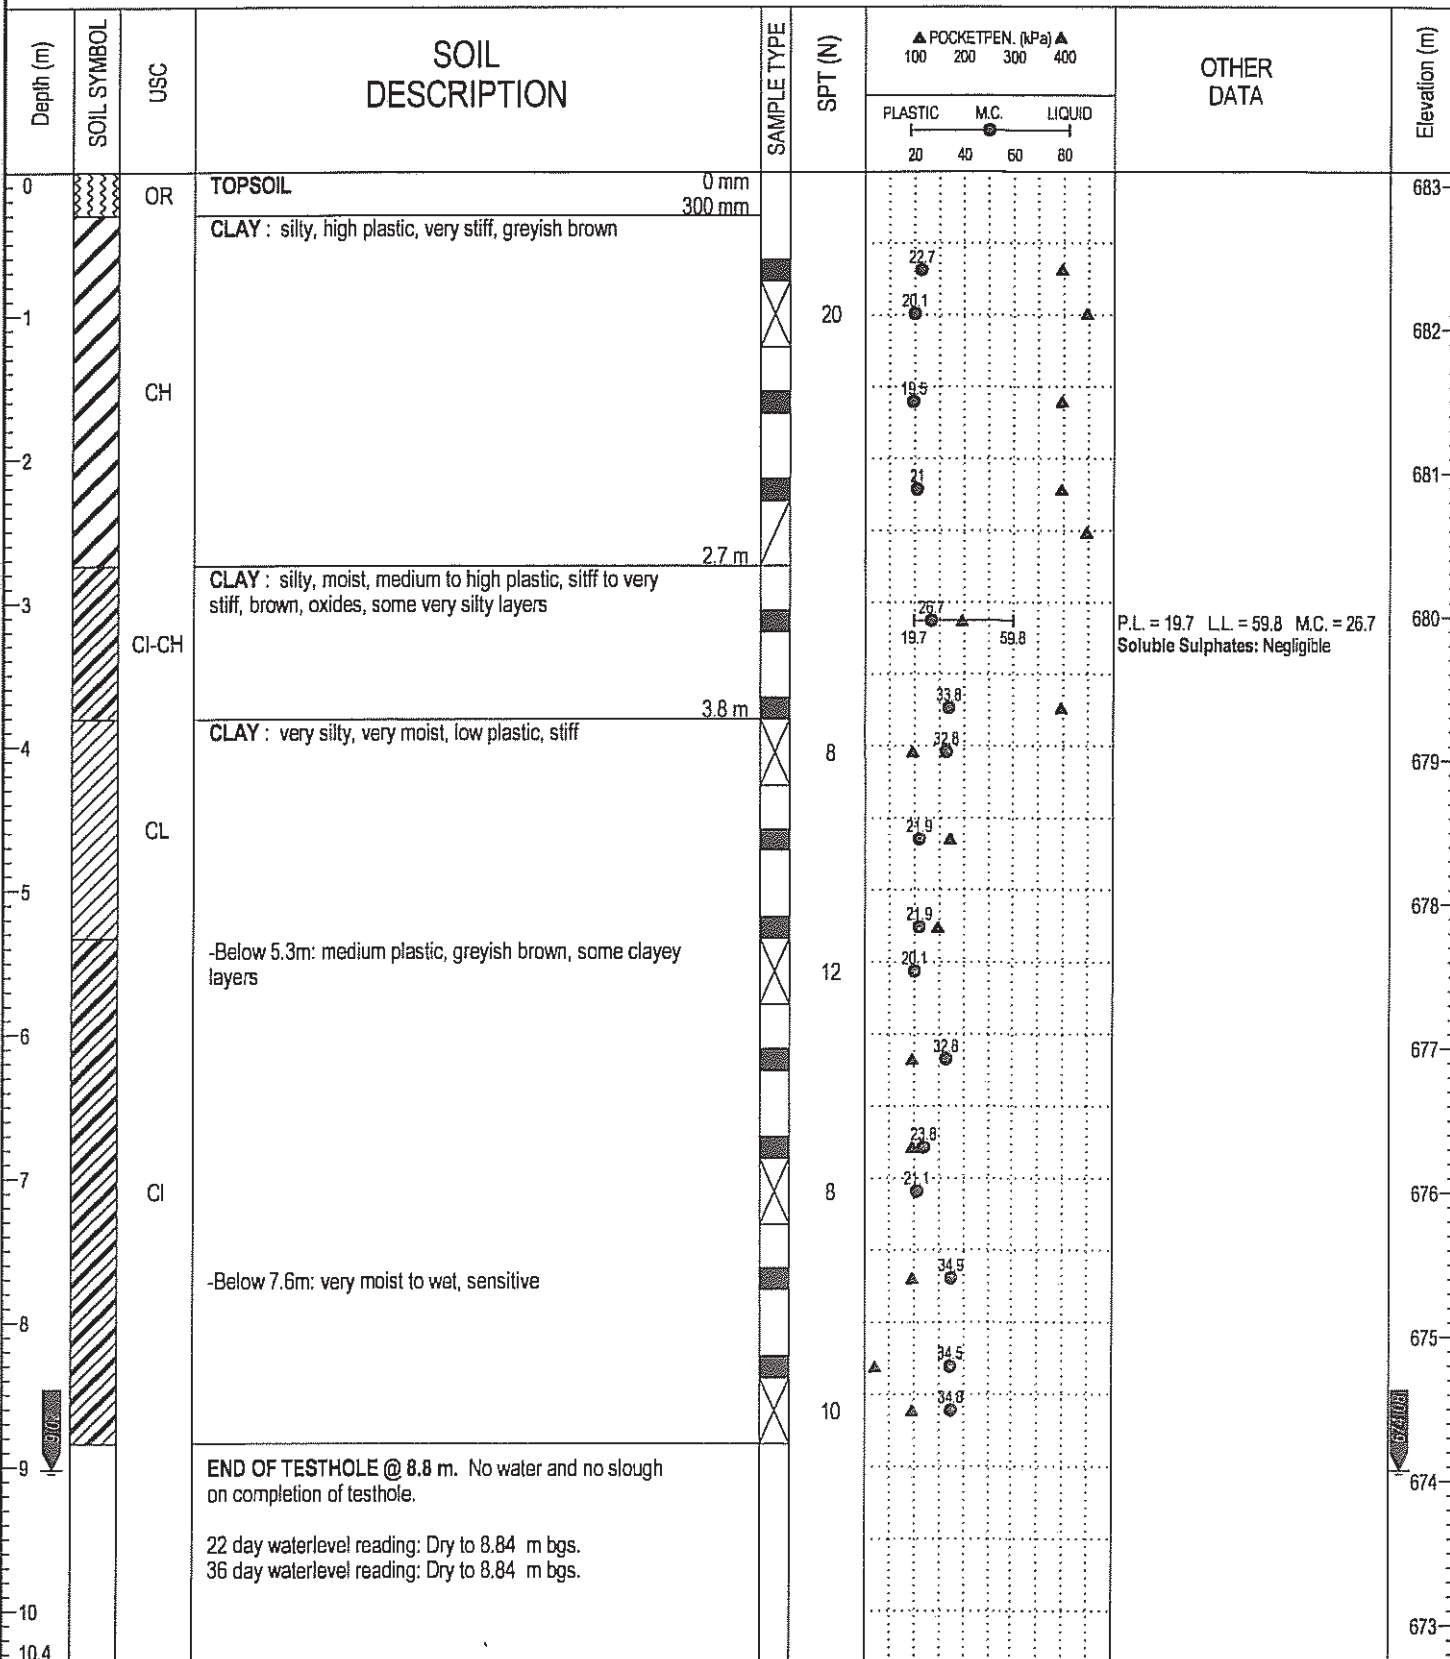 Depth (m)
SOIL SYMBOL
USC
SOIL
DESCRIPTION
SAMPLE TYPE
SPT (N)
▲ POCKETPEN. (kPa) ▲
100 200 300 400
PLASTIC M.C. LIQUID
20 40 60 80
OTHER
DATA
Elevation (m)
0
OR
TOPSOIL 0 mm
300 mm
683
CLAY : silty, high plastic, very stiff, greyish brown
22.7
20.1
1
20
682
CH
19.5
2
21
681
2.7 m
CLAY : silty, moist, medium to high plastic, sitff to very
stiff, brown, oxides, some very silty layers
3
26.7
19.7 59.8
P.L. = 19.7 L.L. = 59.8 M.C. = 26.7
Soluble Sulphates: Negligible
680
CI-CH
33.8
3.8 m
CLAY : very silty, very moist, low plastic, stiff
32.8
4
8
679
CL
21.9
5
678
21.9
-Below 5.3m: medium plastic, greyish brown, some clayey
layers
20.1
12
6
32.8
677
23.8
7
CI
21.1
8
676
34.9
-Below 7.6m: very moist to wet, sensitive
8
675
34.5
34.8
10
9.0
9
END OF TESTHOLE @ 8.8 m. No water and no slough
on completion of testhole.
674
22 day waterlevel reading: Dry to 8.84 m bgs.
36 day waterlevel reading: Dry to 8.84 m bgs.
10
673
10.4